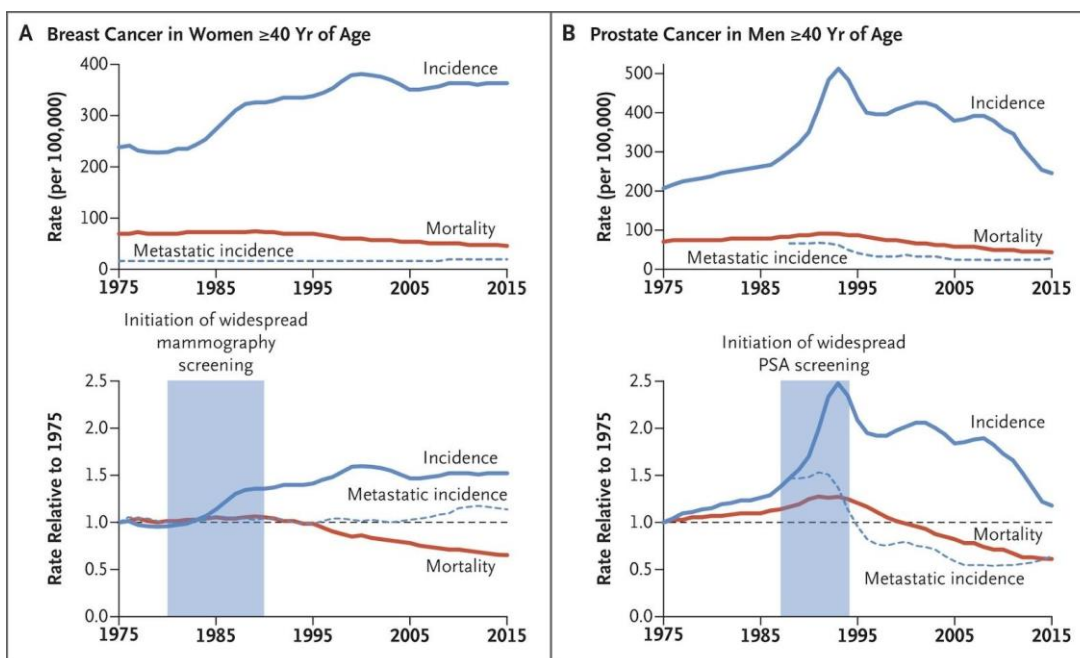 A Breast Cancer in Women ≥40 Yr of Age
400
300
200
100
0
Rate (per 100,000)
Incidence
Mortality
Metastatic incidence
1975
1985
1995
2005
2015
Initiation of widespread
mammography
screening
2.5
2.0
1.5
1.0
0.5
0.0
Rate Relative to 1975
Incidence
Metastatic incidence
Mortality
1975
1985
1995
2005
2015
B Prostate Cancer in Men ≥40 Yr of Age
500
400
300
200
100
0
Rate (per 100,000)
Incidence
Mortality
Metastatic incidence
1975
1985
1995
2005
2015
Initiation of widespread
PSA screening
2.5
2.0
1.5
1.0
0.5
0.0
Rate Relative to 1975
Incidence
Mortality
Metastatic incidence
1975
1985
1995
2005
2015